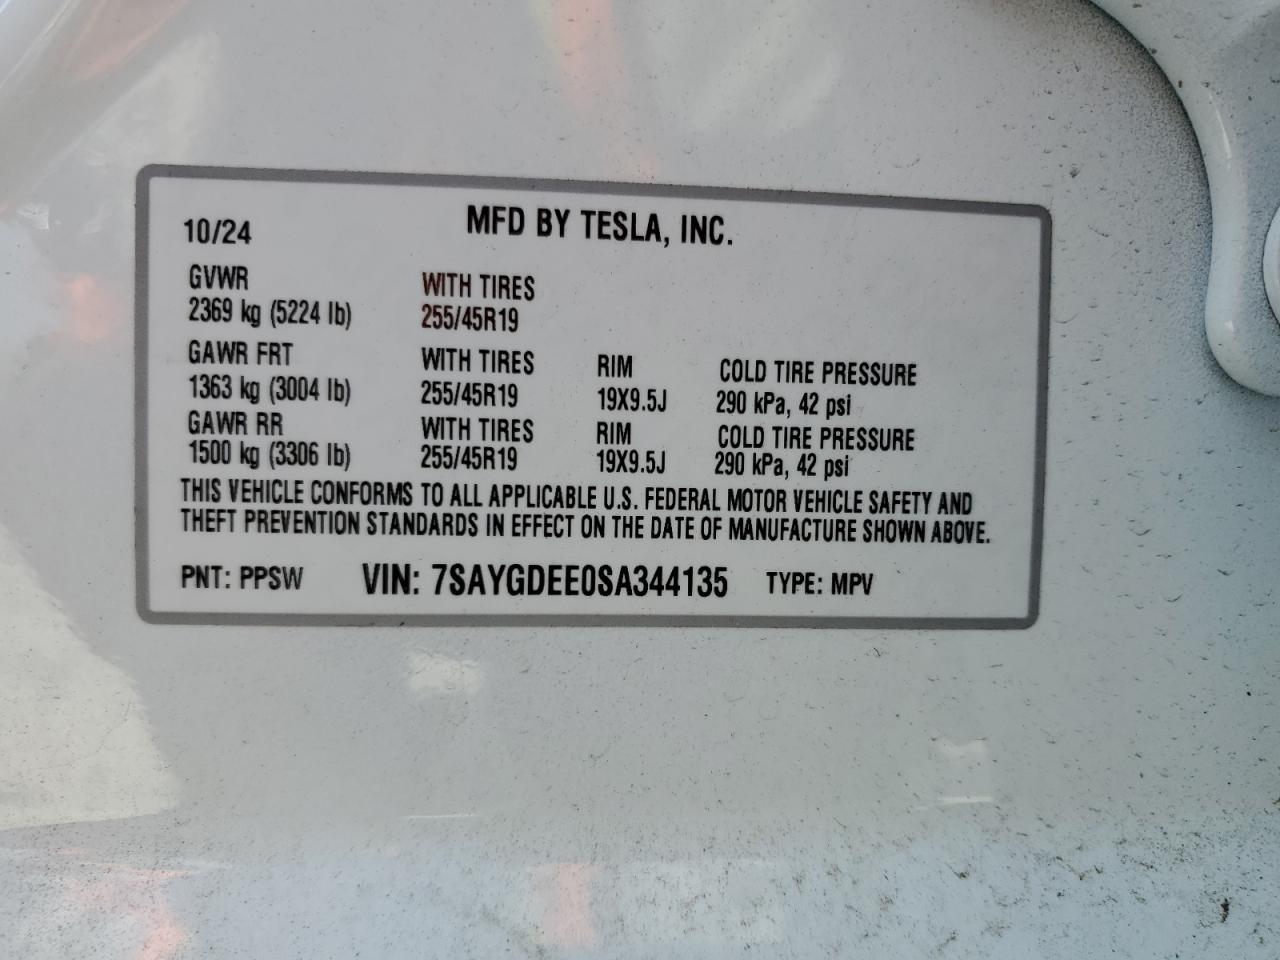 10/24 MFD BY TESLA, INC.
GVWR WITH TIRES
2369 kg (5224 lb) 255/45R19
GAWR FRT WITH TIRES RIM COLD TIRE PRESSURE
1363 kg (3004 lb) 255/45R19 19X9.5J 290 kPa, 42 psi
GAWR RR WITH TIRES RIM COLD TIRE PRESSURE
1500 kg (3306 lb) 255/45R19 19X9.5J 290 kPa, 42 psi
THIS VEHICLE CONFORMS TO ALL APPLICABLE U.S. FEDERAL MOTOR VEHICLE SAFETY AND
THEFT PREVENTION STANDARDS IN EFFECT ON THE DATE OF MANUFACTURE SHOWN ABOVE.
PNT: PPSW VIN: 7SAYGDEE0SA344135 TYPE: MPV